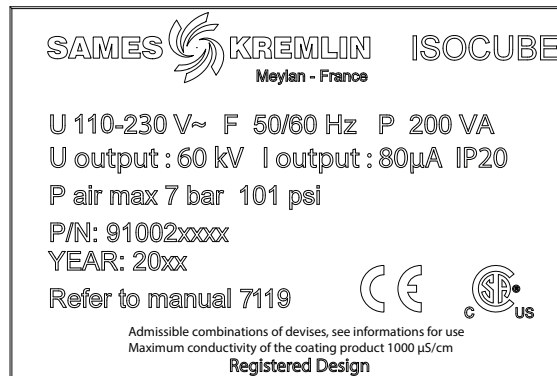 SAMES KREMLIN ISOCUBE
Meylan - France
U 110-230 V~ F 50/60 Hz P 200 VA
U output : 60 kV I output : 80µA IP20
P air max 7 bar 101 psi
P/N: 91002xxxx
YEAR: 20xx
Refer to manual 7119
CE
C SA ® US
Admissible combinations of devises, see informations for use
Maximum conductivity of the coating product 1000 µS/cm
Registered Design